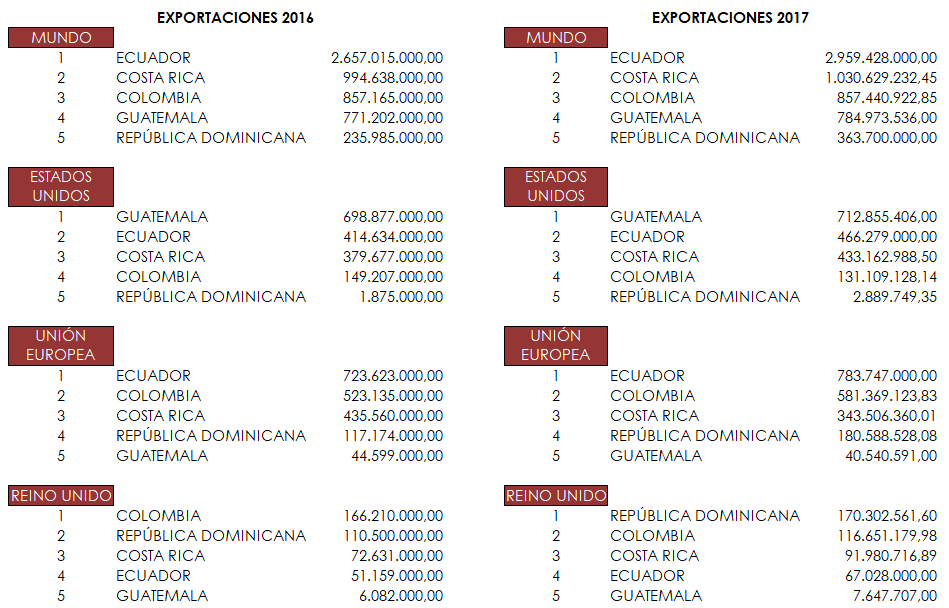 EXPORTACIONES 2016
MUNDO
1 ECUADOR 2.657.015.000,00
2 COSTA RICA 994.638.000,00
3 COLOMBIA 857.165.000,00
4 GUATEMALA 771.202.000,00
5 REPÚBLICA DOMINICANA 235.985.000,00
ESTADOS
UNIDOS
1 GUATEMALA 698.877.000,00
2 ECUADOR 414.634.000,00
3 COSTA RICA 379.677.000,00
4 COLOMBIA 149.207.000,00
5 REPÚBLICA DOMINICANA 1.875.000,00
UNIÓN
EUROPEA
1 ECUADOR 723.623.000,00
2 COLOMBIA 523.135.000,00
3 COSTA RICA 435.560.000,00
4 REPÚBLICA DOMINICANA 117.174.000,00
5 GUATEMALA 44.599.000,00
REINO UNIDO
1 COLOMBIA 166.210.000,00
2 REPÚBLICA DOMINICANA 110.500.000,00
3 COSTA RICA 72.631.000,00
4 ECUADOR 51.159.000,00
5 GUATEMALA 6.082.000,00
EXPORTACIONES 2017
MUNDO
1 ECUADOR 2.959.428.000,00
2 COSTA RICA 1.030.629.232,45
3 COLOMBIA 857.440.922,85
4 GUATEMALA 784.973.536,00
5 REPÚBLICA DOMINICANA 363.700.000,00
ESTADOS
UNIDOS
1 GUATEMALA 712.855.406,00
2 ECUADOR 466.279.000,00
3 COSTA RICA 433.162.988,50
4 COLOMBIA 131.109.128,14
5 REPÚBLICA DOMINICANA 2.889.749,35
UNIÓN
EUROPEA
1 ECUADOR 783.747.000,00
2 COLOMBIA 581.369.123,83
3 COSTA RICA 343.506.360,01
4 REPÚBLICA DOMINICANA 180.588.528,08
5 GUATEMALA 40.540.591,00
REINO UNIDO
1 REPÚBLICA DOMINICANA 170.302.561,60
2 COLOMBIA 116.651.179,98
3 COSTA RICA 91.980.716,89
4 ECUADOR 67.028.000,00
5 GUATEMALA 7.647.707,00